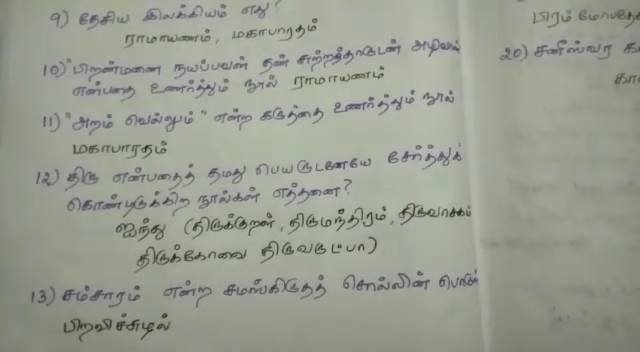 9) தேசிய இலக்கியம் எது?
ராமாயணம், மகாபாரதம்
10) "பிறன்மனை நயப்பவன் தன் சுற்றத்தாருடன் அழிவான்
என்பதை உணர்த்தும் நூல் ராமாயணம்
11) "அறம் வெல்லும்" என்ற கருத்தை உணர்த்தும் நூல்
மகாபாரதம்
12) திரு என்பதைத் தமது பெயருடனேயே சேர்த்துக்
கொண்டிருக்கிற நூல்கள் எத்தனை?
ஐந்து (திருக்குறள், திருமந்திரம், திருவாசகம்
திருக்கோவை திருவருட்பா)
13) சம்சாரம் என்ற சமஸ்கிருதச் சொல்லின் பொருள்
பிறவிச்சுழல்
20) சனீஸ்வர